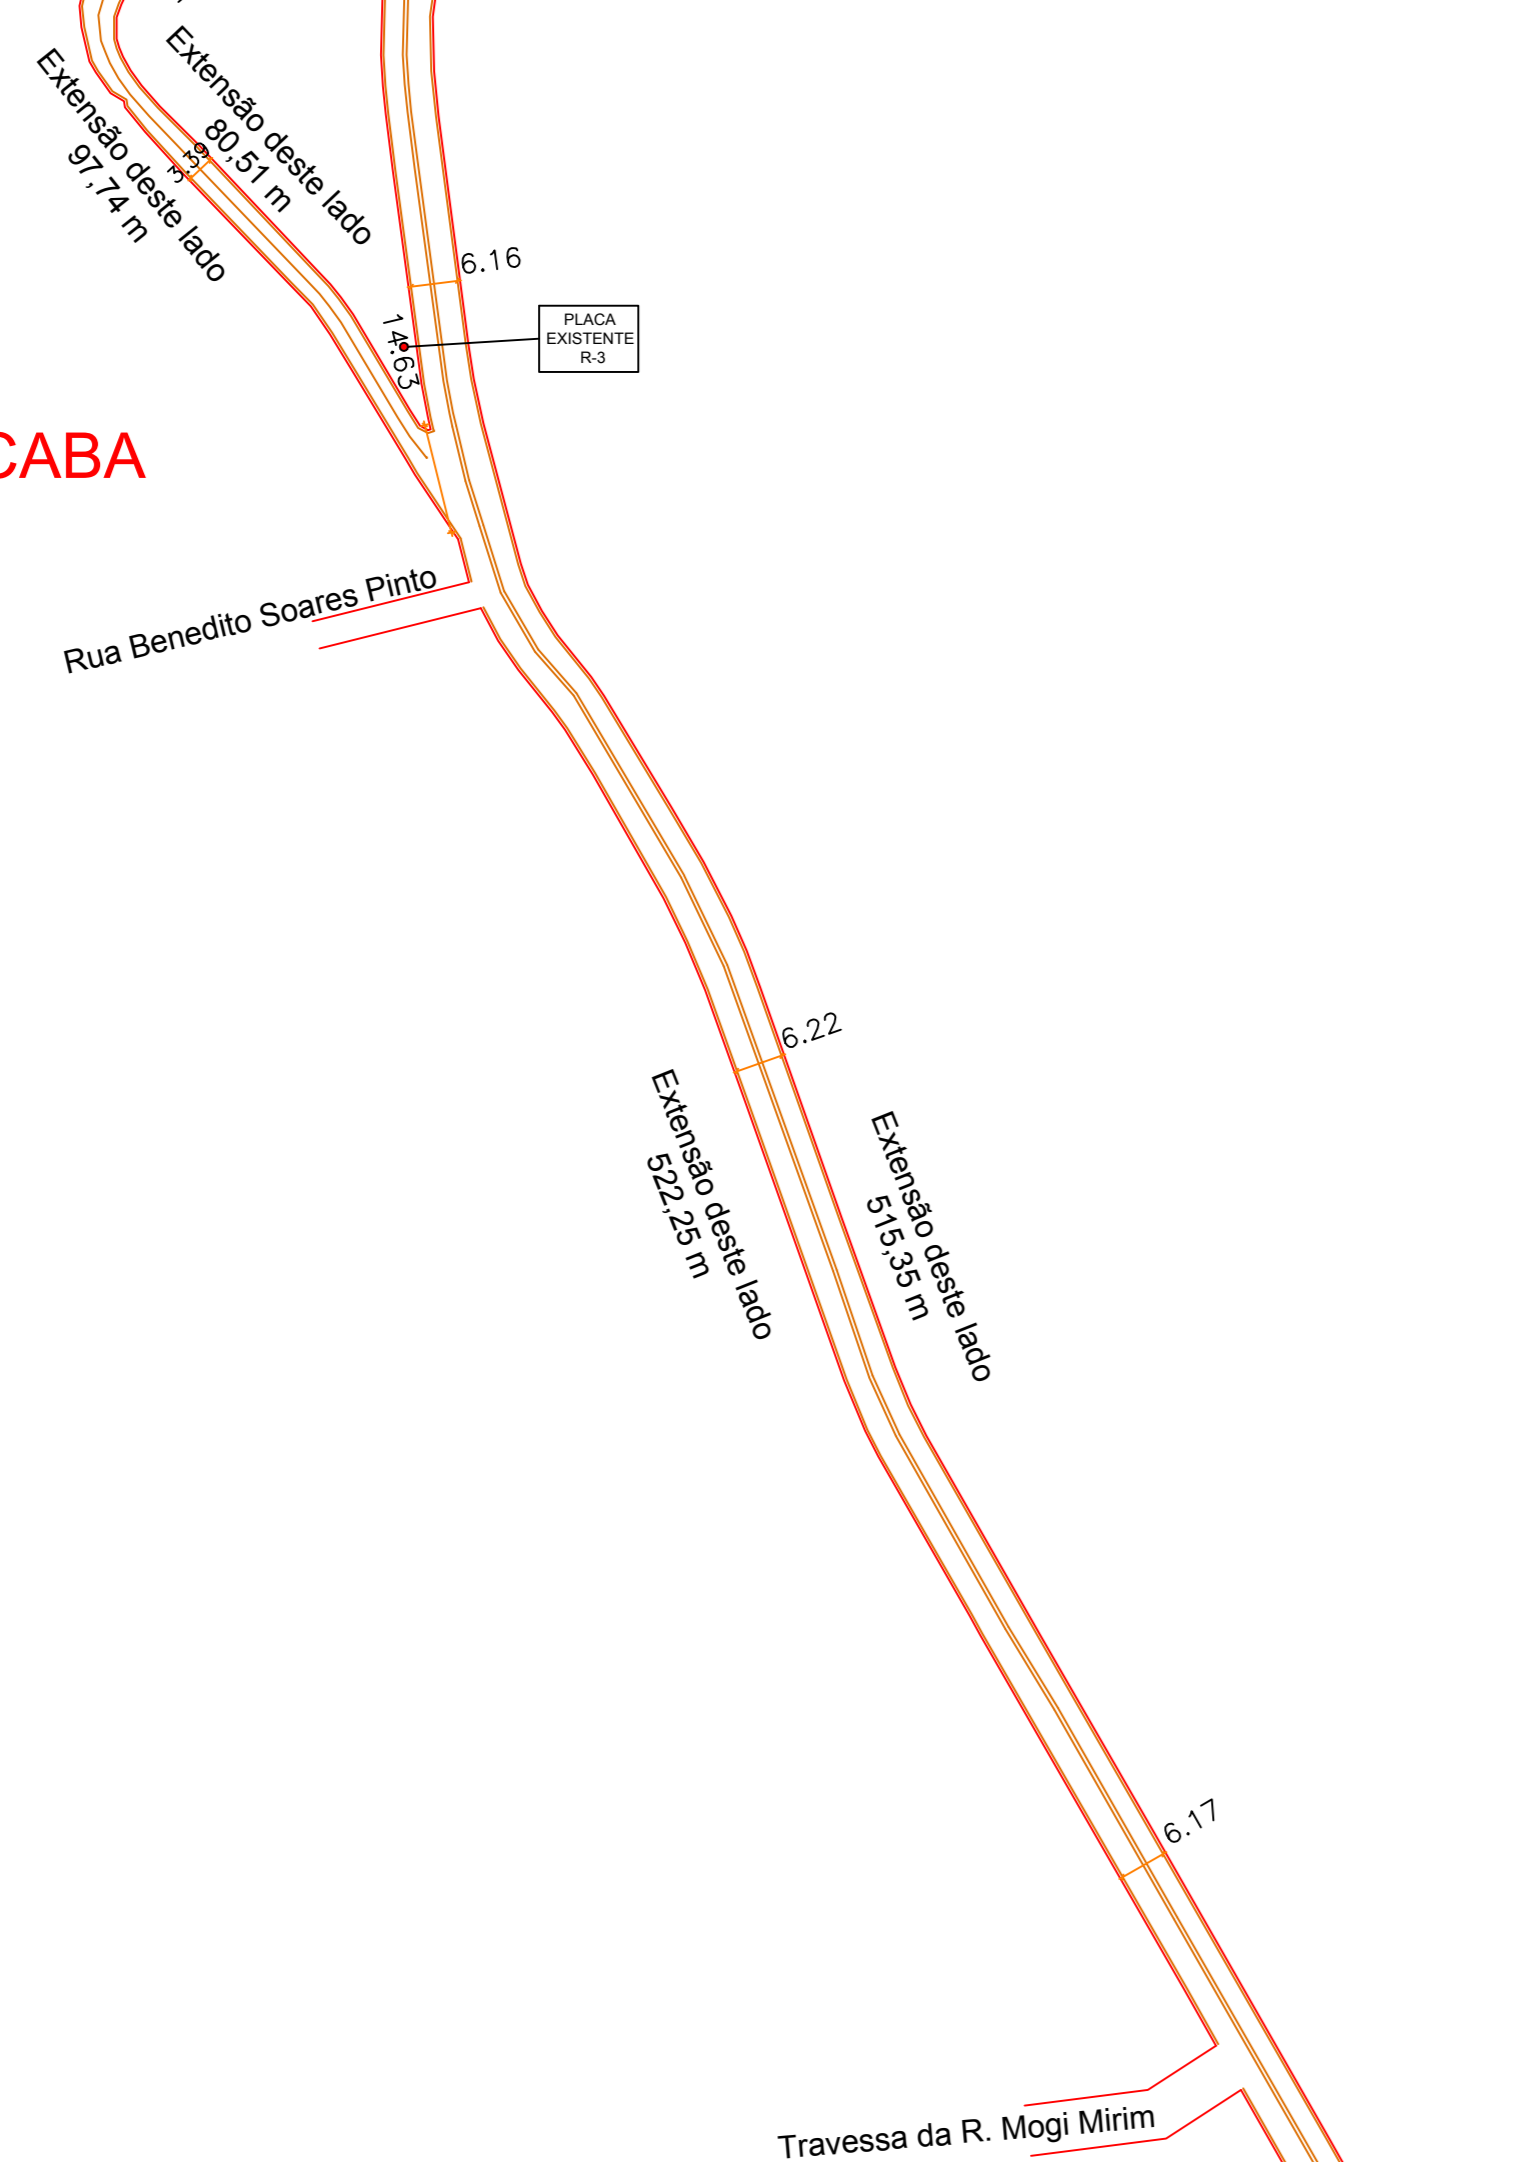 Extensão deste lado
80,51 m
Extensão deste lado
97,74 m
3.39
6.16
14.63
PLACA
EXISTENTE
R-3
CABA
Rua Benedito Soares Pinto
6.22
Extensão deste lado
522,25 m
Extensão deste lado
515,35 m
6.17
Travessa da R. Mogi Mirim